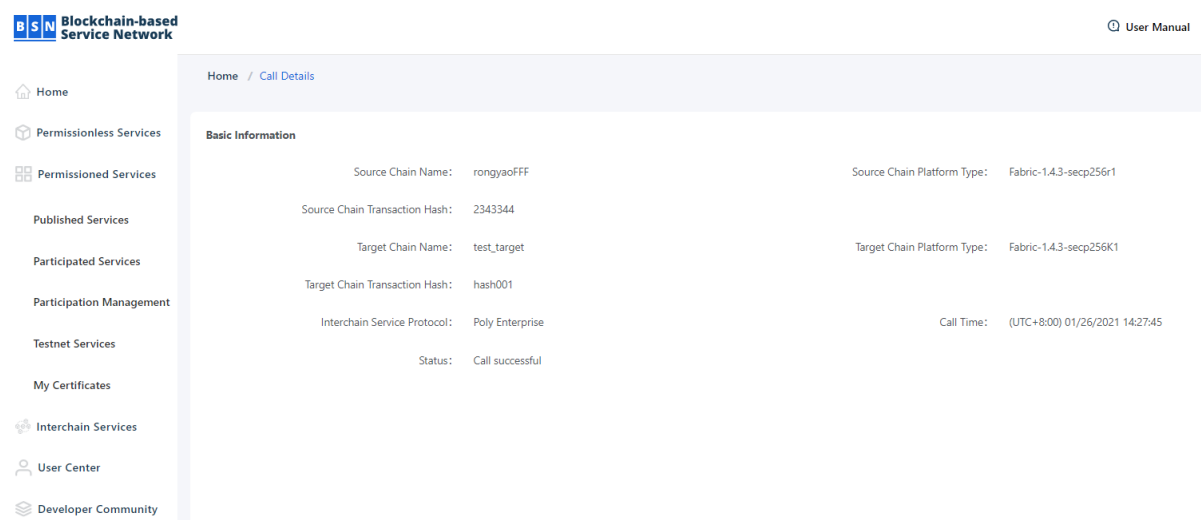 BSN Blockchain-based
Service Network
User Manual
Home / Call Details
Home
Permissionless Services
Permissioned Services
Published Services
Participated Services
Participation Management
Testnet Services
My Certificates
Interchain Services
User Center
Developer Community
Basic Information
Source Chain Name: rongyaoFFF
Source Chain Platform Type: Fabric-1.4.3-secp256r1
Source Chain Transaction Hash: 2343344
Target Chain Name: test_target
Target Chain Platform Type: Fabric-1.4.3-secp256K1
Target Chain Transaction Hash: hash001
Interchain Service Protocol: Poly Enterprise
Call Time: (UTC+8:00) 01/26/2021 14:27:45
Status: Call successful